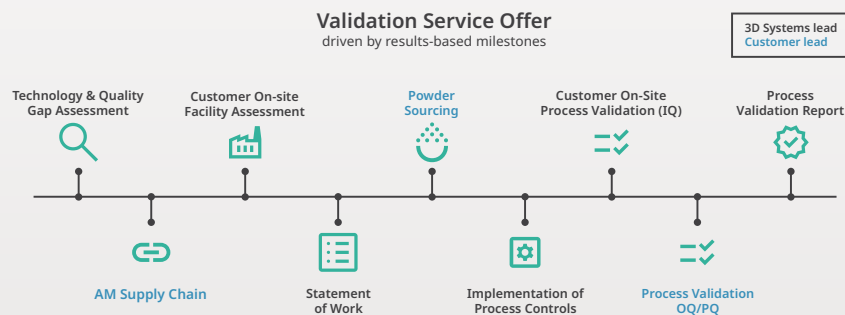 Validation Service Offer
driven by results-based milestones
3D Systems lead
Customer lead
Technology & Quality
Gap Assessment
Customer On-site
Facility Assessment
Powder
Sourcing
Customer On-Site
Process Validation (IQ)
Process
Validation Report
AM Supply Chain
Statement
of Work
Implementation of
Process Controls
Process Validation
OQ/PQ